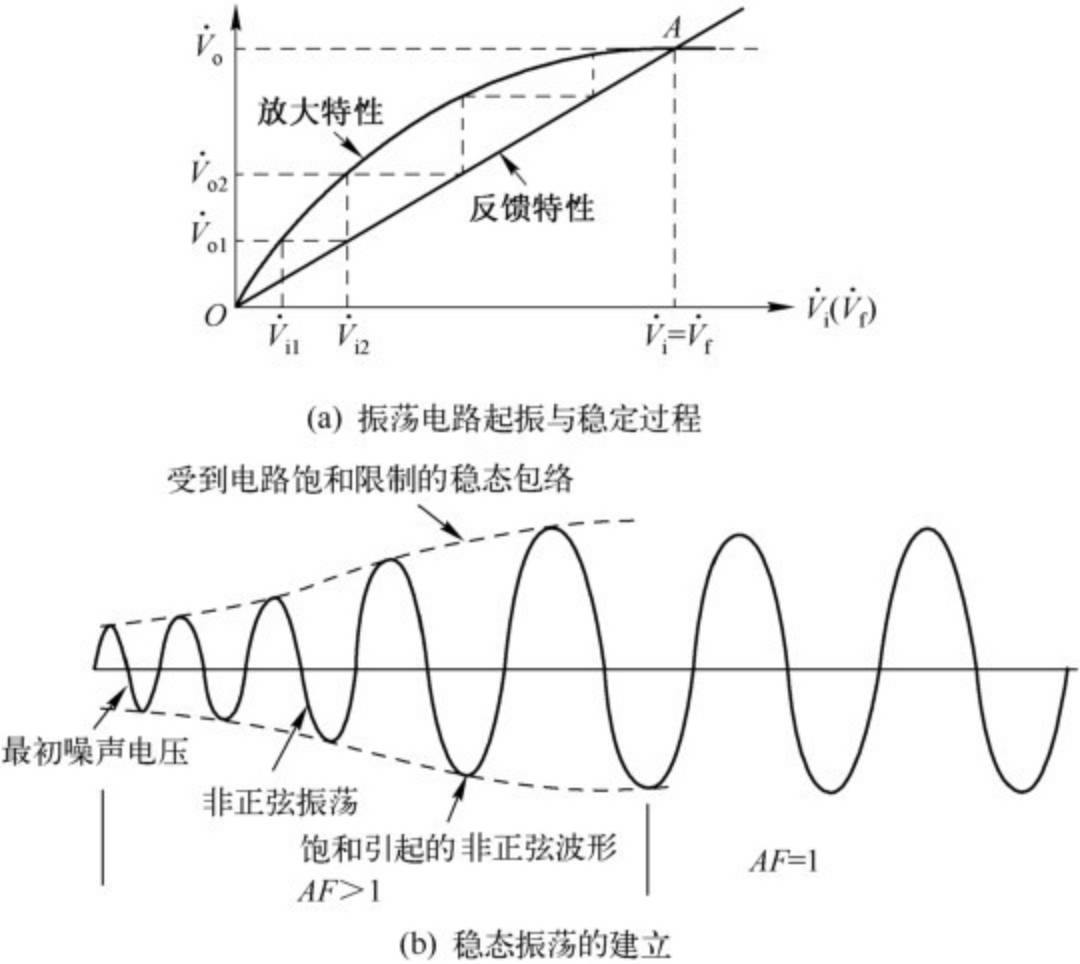 V̇o
A
放大特性
V̇o2
反馈特性
V̇o1
O
V̇i1
V̇i2
V̇i=V̇f
V̇i(V̇f)
(a) 振荡电路起振与稳定过程
受到电路饱和限制的稳态包络
最初噪声电压
非正弦振荡
饱和引起的非正弦波形
AF>1
AF=1
(b) 稳态振荡的建立